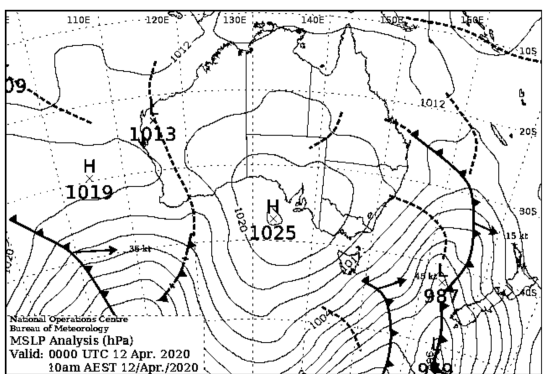 110E 120E 130E 140E 150E 160E
1012
10S
09
L
1013
1012
20S
H
1019
H
1025
1020
30S
15 kt
35 kt
1020
45 kt
L
987
40S
1004
National Operations Centre
Bureau of Meteorology
MSLP Analysis (hPa)
Valid: 0000 UTC 12 Apr. 2020
10am AEST 12/Apr./2020